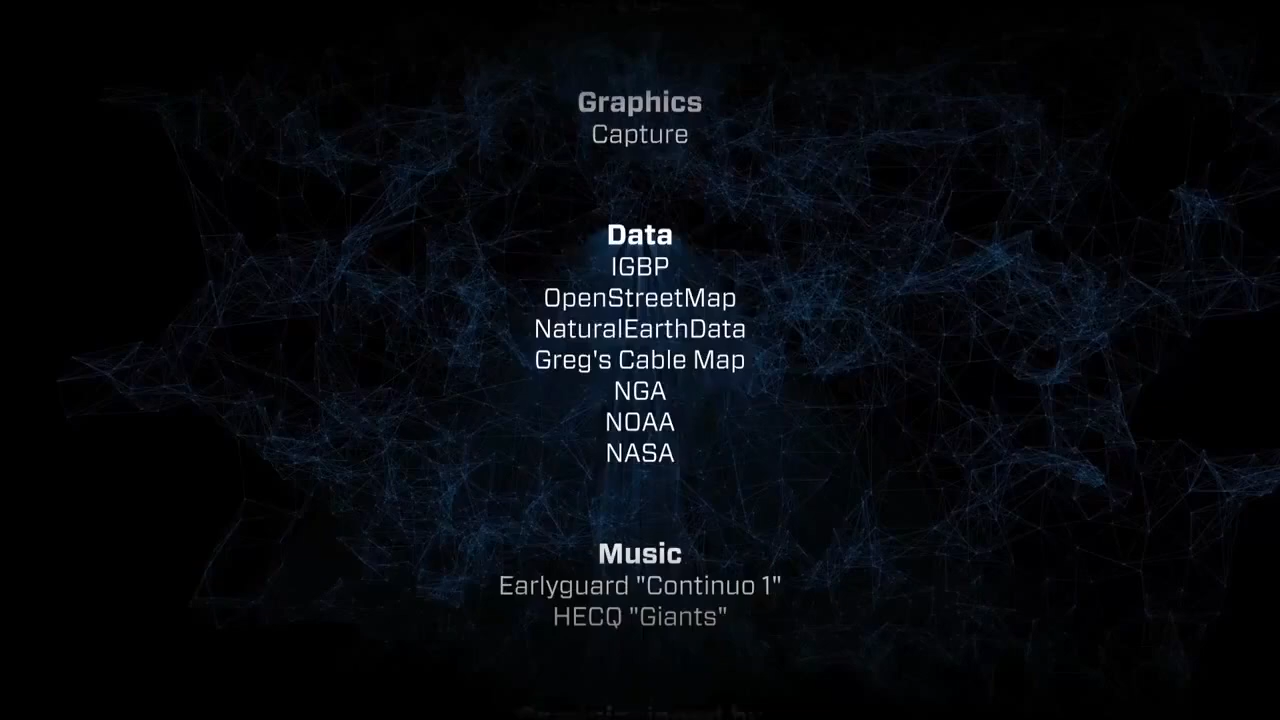 Graphics
Capture
Data
IGBP
OpenStreetMap
NaturalEarthData
Greg's Cable Map
NGA
NOAA
NASA
Music
Earlyguard "Continuo 1"
HECQ "Giants"